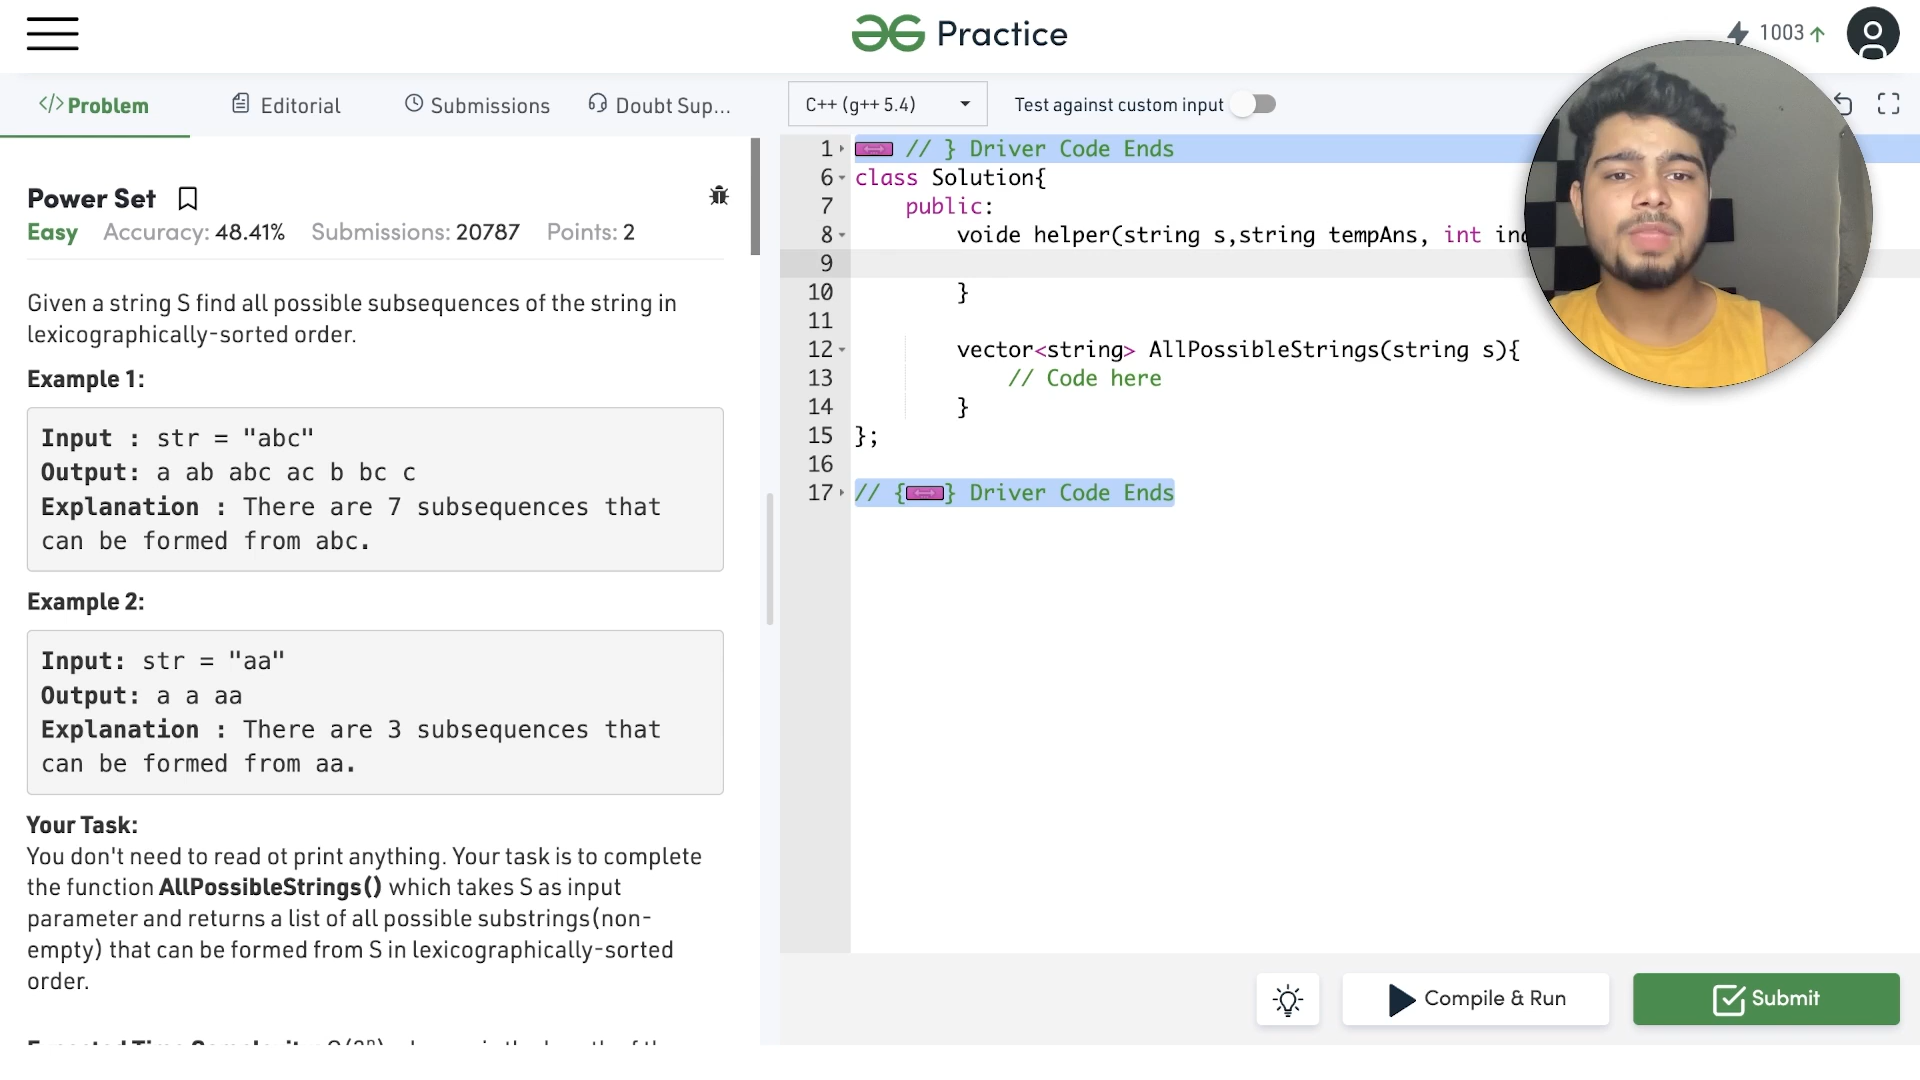 Practice
1003
</> Problem
Editorial
Submissions
Doubt Sup...
C++ (g++ 5.4)
Test against custom input
Power Set
Easy Accuracy: 48.41% Submissions: 20787 Points: 2
Given a string S find all possible subsequences of the string in
lexicographically-sorted order.
Example 1:
Input : str = "abc"
Output: a ab abc ac b bc c
Explanation : There are 7 subsequences that
can be formed from abc.
Example 2:
Input: str = "aa"
Output: a a aa
Explanation : There are 3 subsequences that
can be formed from aa.
Your Task:
You don't need to read ot print anything. Your task is to complete
the function AllPossibleStrings() which takes S as input
parameter and returns a list of all possible substrings(non-
empty) that can be formed from S in lexicographically-sorted
order.
1 // } Driver Code Ends
6 class Solution{
7 public:
8 voide helper(string s,string tempAns, int
9
10 }
11
12 vector<string> AllPossibleStrings(string s){
13 // Code here
14 }
15 };
16
17 // { } Driver Code Ends
Compile & Run
Submit